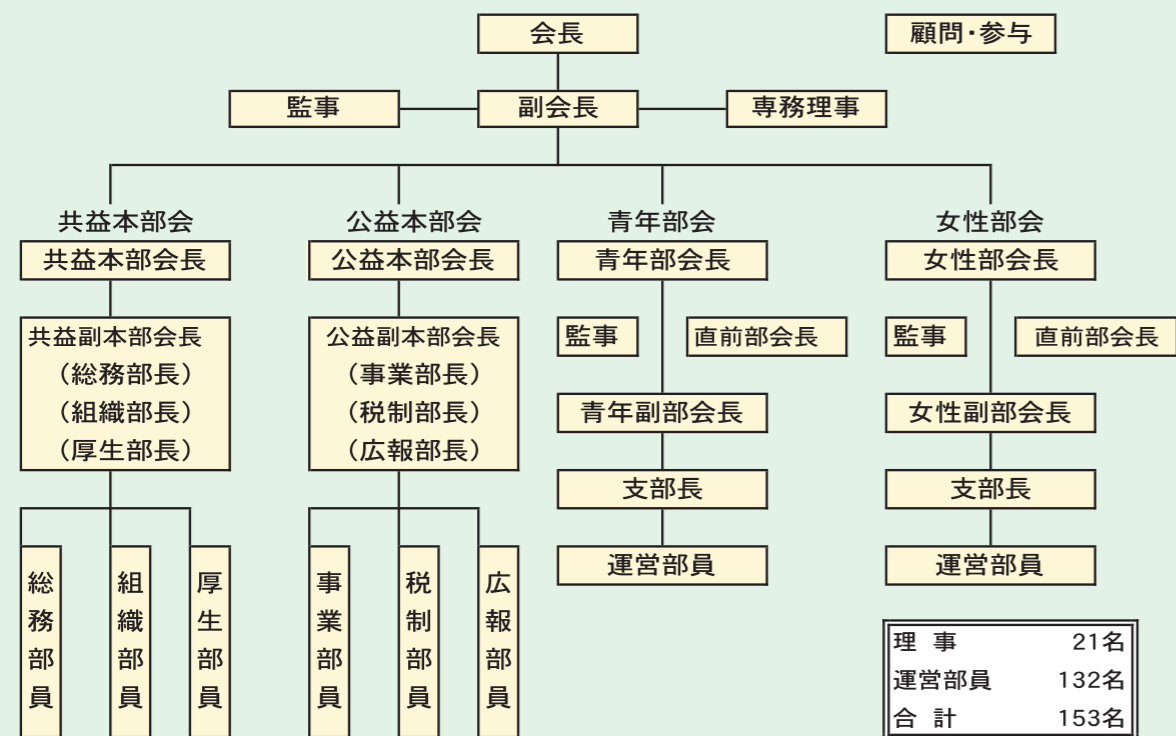 会長
顧問・参与
監事
副会長
専務理事
共益本部会
公益本部会
青年部会
女性部会
共益本部会長
公益本部会長
青年部会長
女性部会長
共益副本部会長
（総務部長）
（組織部長）
（厚生部長）
公益副本部会長
（事業部長）
（税制部長）
（広報部長）
監事
直前部会長
監事
直前部会長
青年副部会長
女性副部会長
支部長
支部長
運営部員
運営部員
総務部員
組織部員
厚生部員
事業部員
税制部員
広報部員
理 事 21名
運営部員 132名
合 計 153名